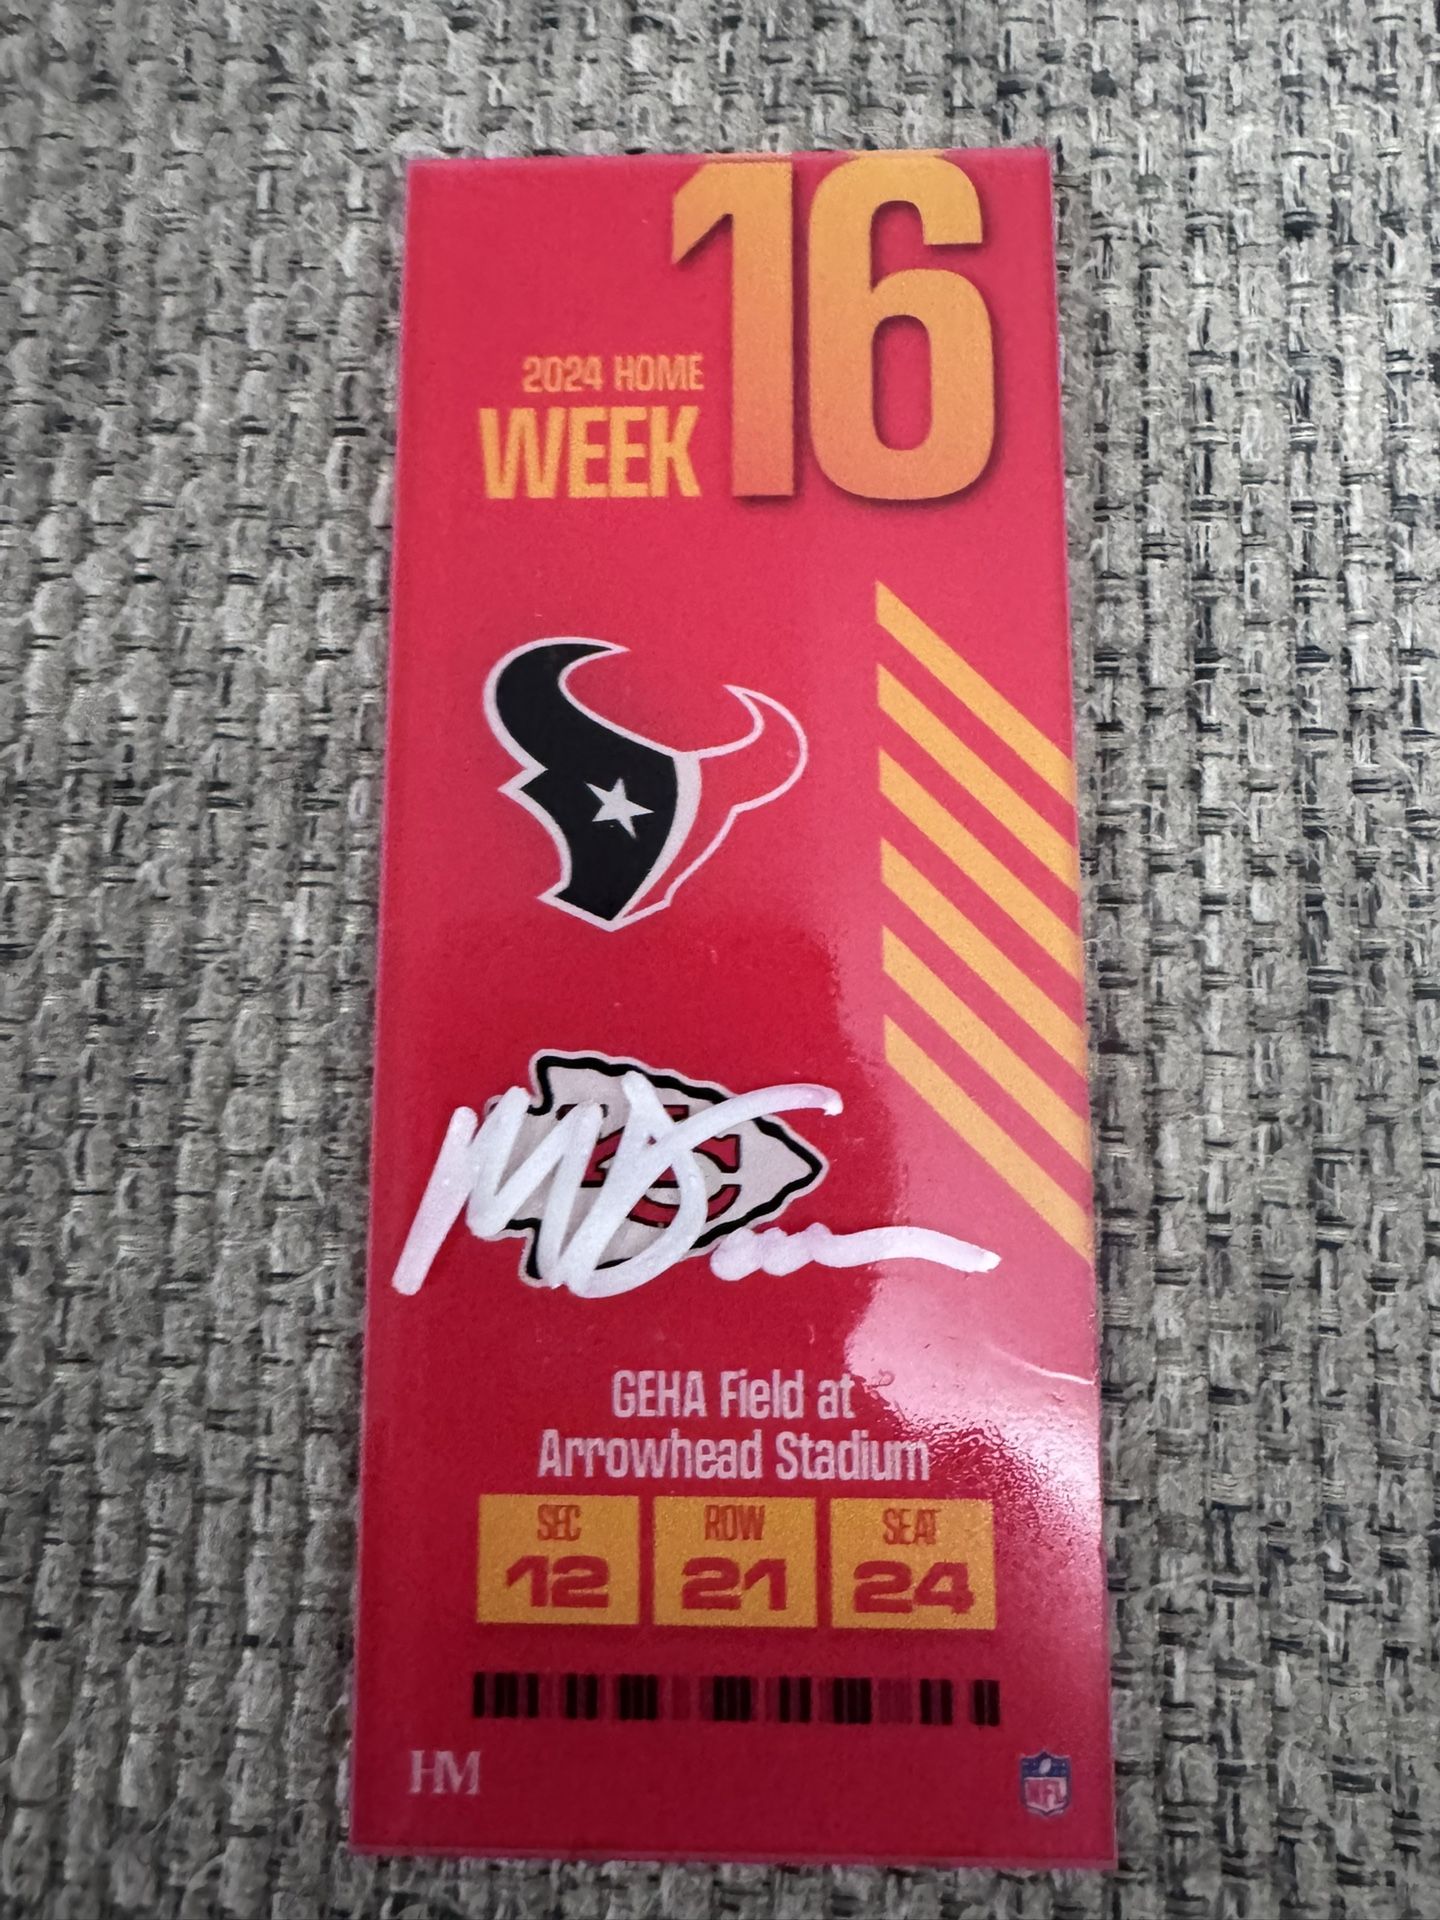 16
2024 HOME
WEEK
GEHA Field at
Arrowhead Stadium
SEC ROW SEAT
12 21 24
HM
NFL